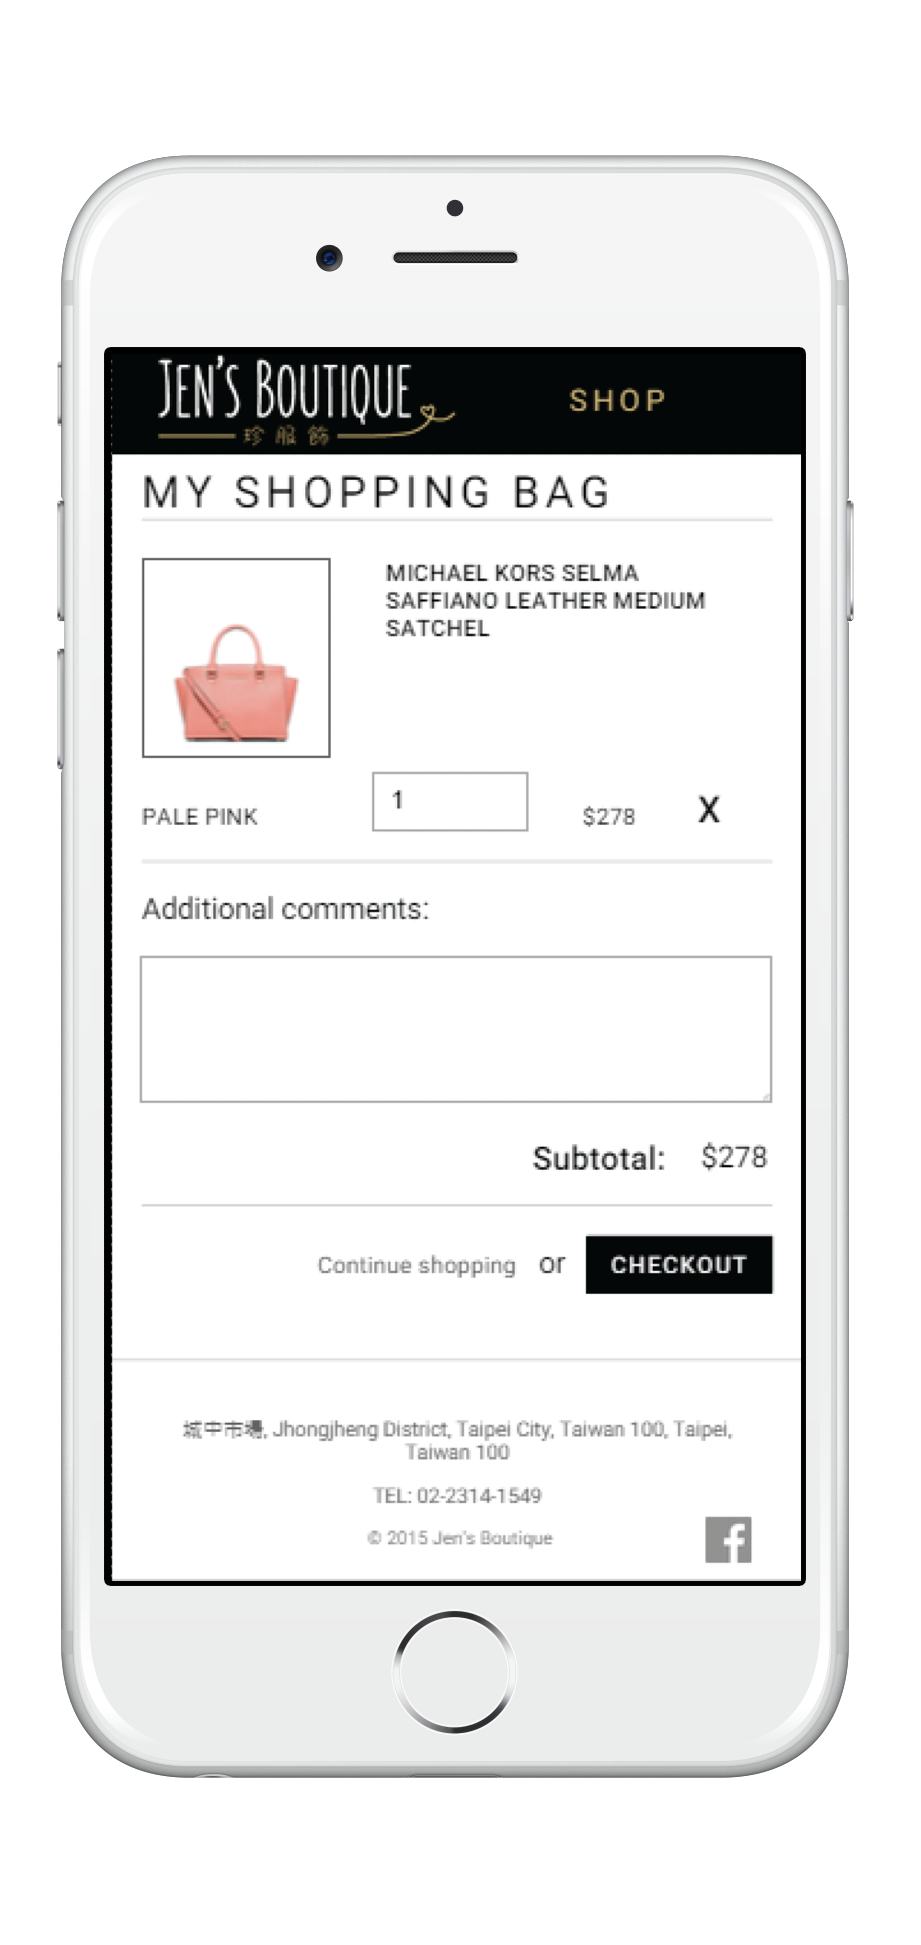 JEN'S BOUTIQUE
珍服飾
SHOP
MY SHOPPING BAG
MICHAEL KORS SELMA
SAFFIANO LEATHER MEDIUM
SATCHEL
PALE PINK
1
$278
X
Additional comments:
Subtotal: $278
Continue shopping or CHECKOUT
城中市場, Jhongjheng District, Taipei City, Taiwan 100, Taipei,
Taiwan 100
TEL: 02-2314-1549
© 2015 Jen's Boutique
f